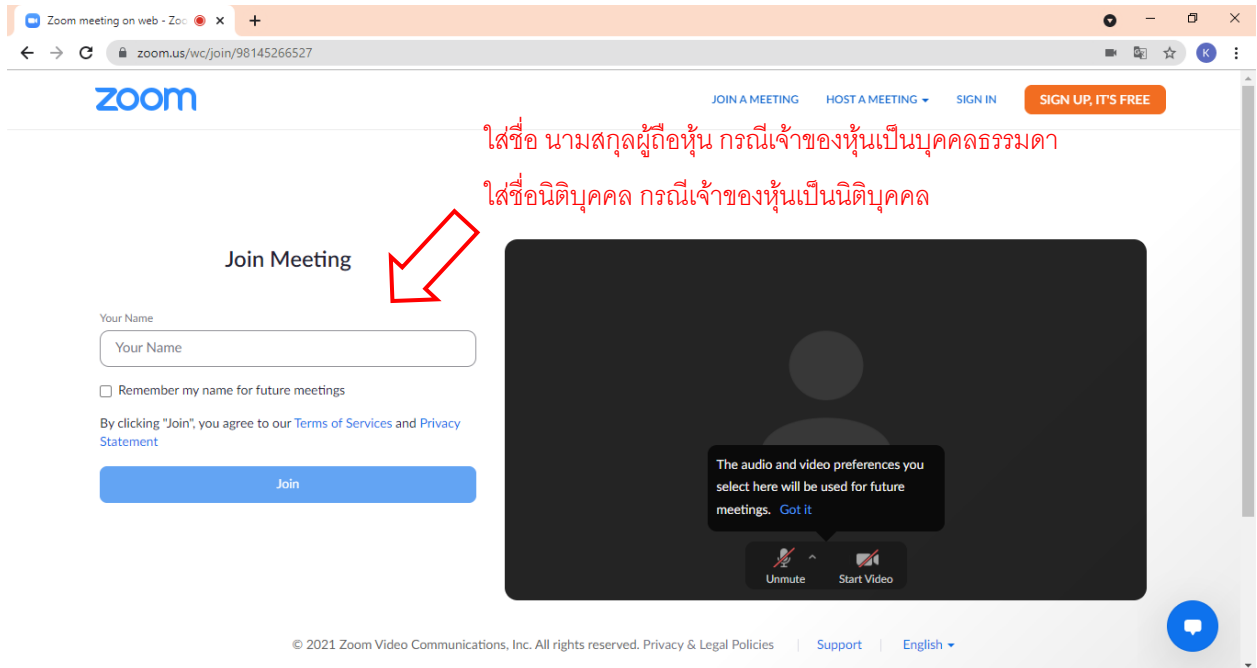 Zoom meeting on web - Zoo
zoom.us/wc/join/98145266527
K
zoom
JOIN A MEETING
HOST A MEETING
SIGN IN
SIGN UP, IT'S FREE
ใส่ชื่อ นามสกุลผู้ถือหุ้น กรณีเจ้าของหุ้นเป็นบุคคลธรรมดา
ใส่ชื่อนิติบุคคล กรณีเจ้าของหุ้นเป็นนิติบุคคล
Join Meeting
Your Name
Your Name
Remember my name for future meetings
By clicking "Join", you agree to our Terms of Services and Privacy
Statement
Join
The audio and video preferences you
select here will be used for future
meetings. Got it
Unmute
Start Video
© 2021 Zoom Video Communications, Inc. All rights reserved. Privacy & Legal Policies
Support
English